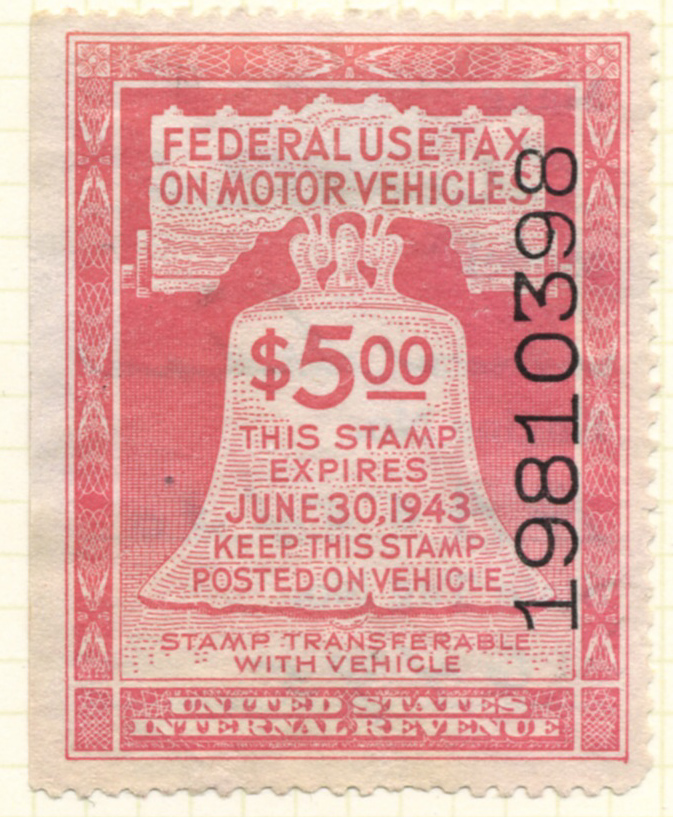 FEDERAL USE TAX
ON MOTOR VEHICLES
$5.00
THIS STAMP
EXPIRES
JUNE 30, 1943
KEEP THIS STAMP
POSTED ON VEHICLE
STAMP TRANSFERABLE
WITH VEHICLE
UNITED STATES
INTERNAL REVENUE
19810398